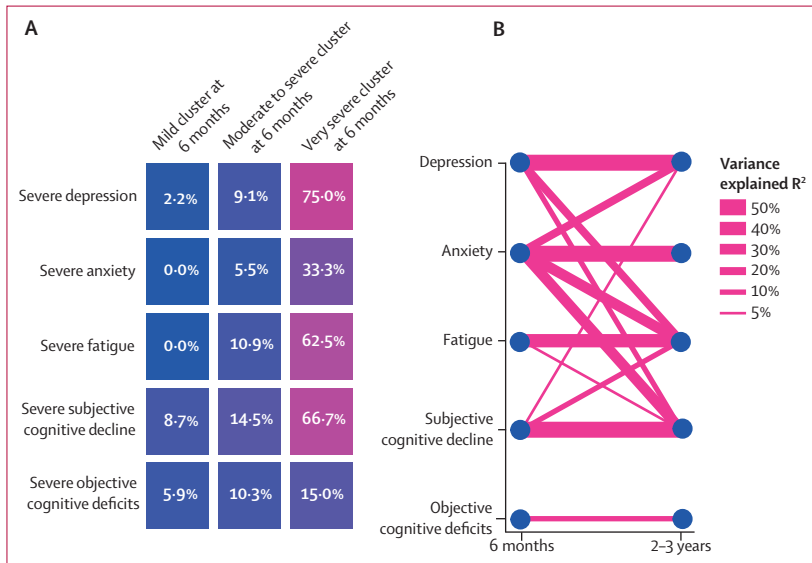 A
Mild cluster at
6 months
Moderate to severe cluster
at 6 months
Very severe cluster
at 6 months
Severe depression
2·2%
9·1%
75·0%
Severe anxiety
0·0%
5·5%
33·3%
Severe fatigue
0·0%
10·9%
62·5%
Severe subjective
cognitive decline
8·7%
14·5%
66·7%
Severe objective
cognitive deficits
5·9%
10·3%
15·0%
B
Depression
Anxiety
Fatigue
Subjective
cognitive decline
Objective
cognitive deficits
6 months
2–3 years
Variance
explained R²
50%
40%
30%
20%
10%
5%